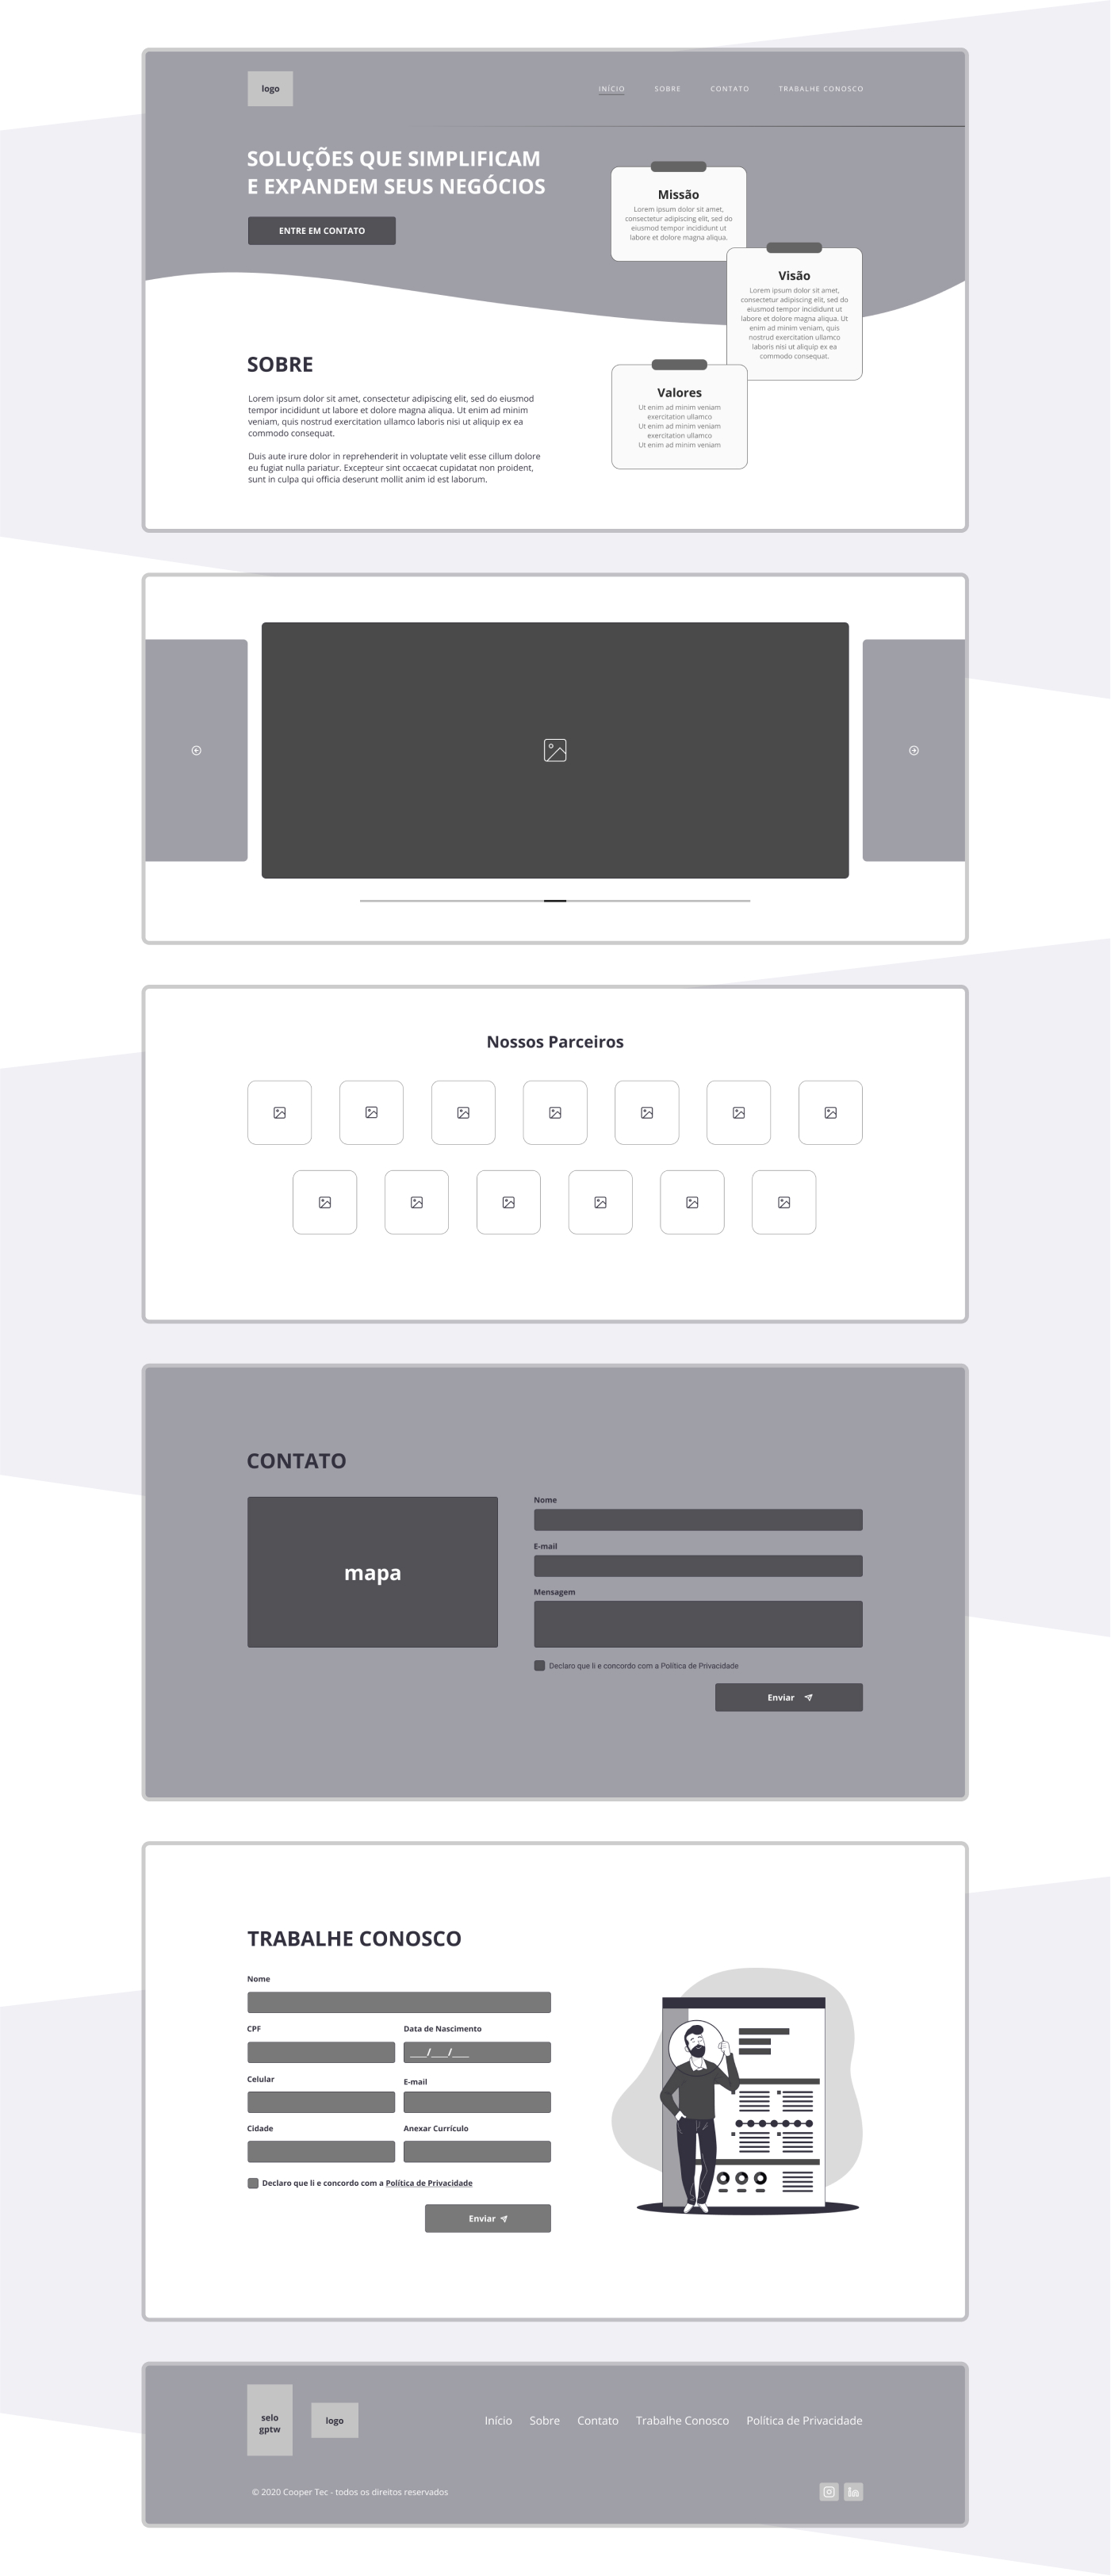 logo
INÍCIO SOBRE CONTATO TRABALHE CONOSCO
SOLUÇÕES QUE SIMPLIFICAM
E EXPANDEM SEUS NEGÓCIOS
ENTRE EM CONTATO
Missão
Lorem ipsum dolor sit amet,
consectetur adipiscing elit, sed do
eiusmod tempor incididunt ut
labore et dolore magna aliqua.
Visão
Lorem ipsum dolor sit amet,
consectetur adipiscing elit, sed do
eiusmod tempor incididunt ut
labore et dolore magna aliqua. Ut
enim ad minim veniam, quis
nostrud exercitation ullamco
laboris nisi ut aliquip ex ea
commodo consequat.
Valores
Ut enim ad minim veniam
exercitation ullamco
Ut enim ad minim veniam
exercitation ullamco
Ut enim ad minim veniam
SOBRE
Lorem ipsum dolor sit amet, consectetur adipiscing elit, sed do eiusmod
tempor incididunt ut labore et dolore magna aliqua. Ut enim ad minim
veniam, quis nostrud exercitation ullamco laboris nisi ut aliquip ex ea
commodo consequat.
Duis aute irure dolor in reprehenderit in voluptate velit esse cillum dolore
eu fugiat nulla pariatur. Excepteur sint occaecat cupidatat non proident,
sunt in culpa qui officia deserunt mollit anim id est laborum.
Nossos Parceiros
CONTATO
mapa
Nome
E-mail
Mensagem
Declaro que li e concordo com a Política de Privacidade
Enviar
TRABALHE CONOSCO
Nome
CPF
Data de Nascimento
___/___/___
Celular
E-mail
Cidade
Anexar Currículo
Declaro que li e concordo com a Política de Privacidade
Enviar
selo
gptw
logo
Início Sobre Contato Trabalhe Conosco Política de Privacidade
© 2020 Cooper Tec - todos os direitos reservados